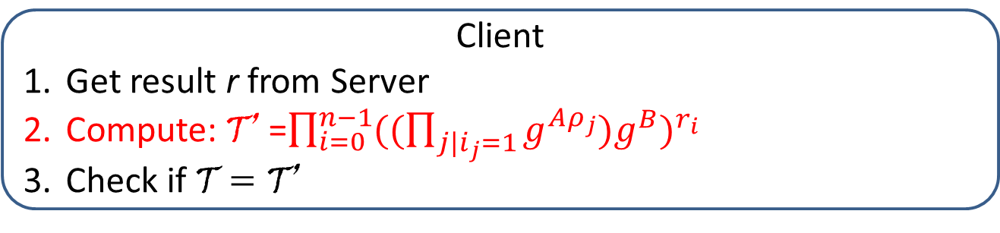 Client
1. Get result r from Server
2. Compute: 𝒯' =∏_{i=0}^{n−1}((∏_{j|i_j=1} g^{Aρ_j})g^B)^{r_i}
3. Check if 𝒯 = 𝒯'